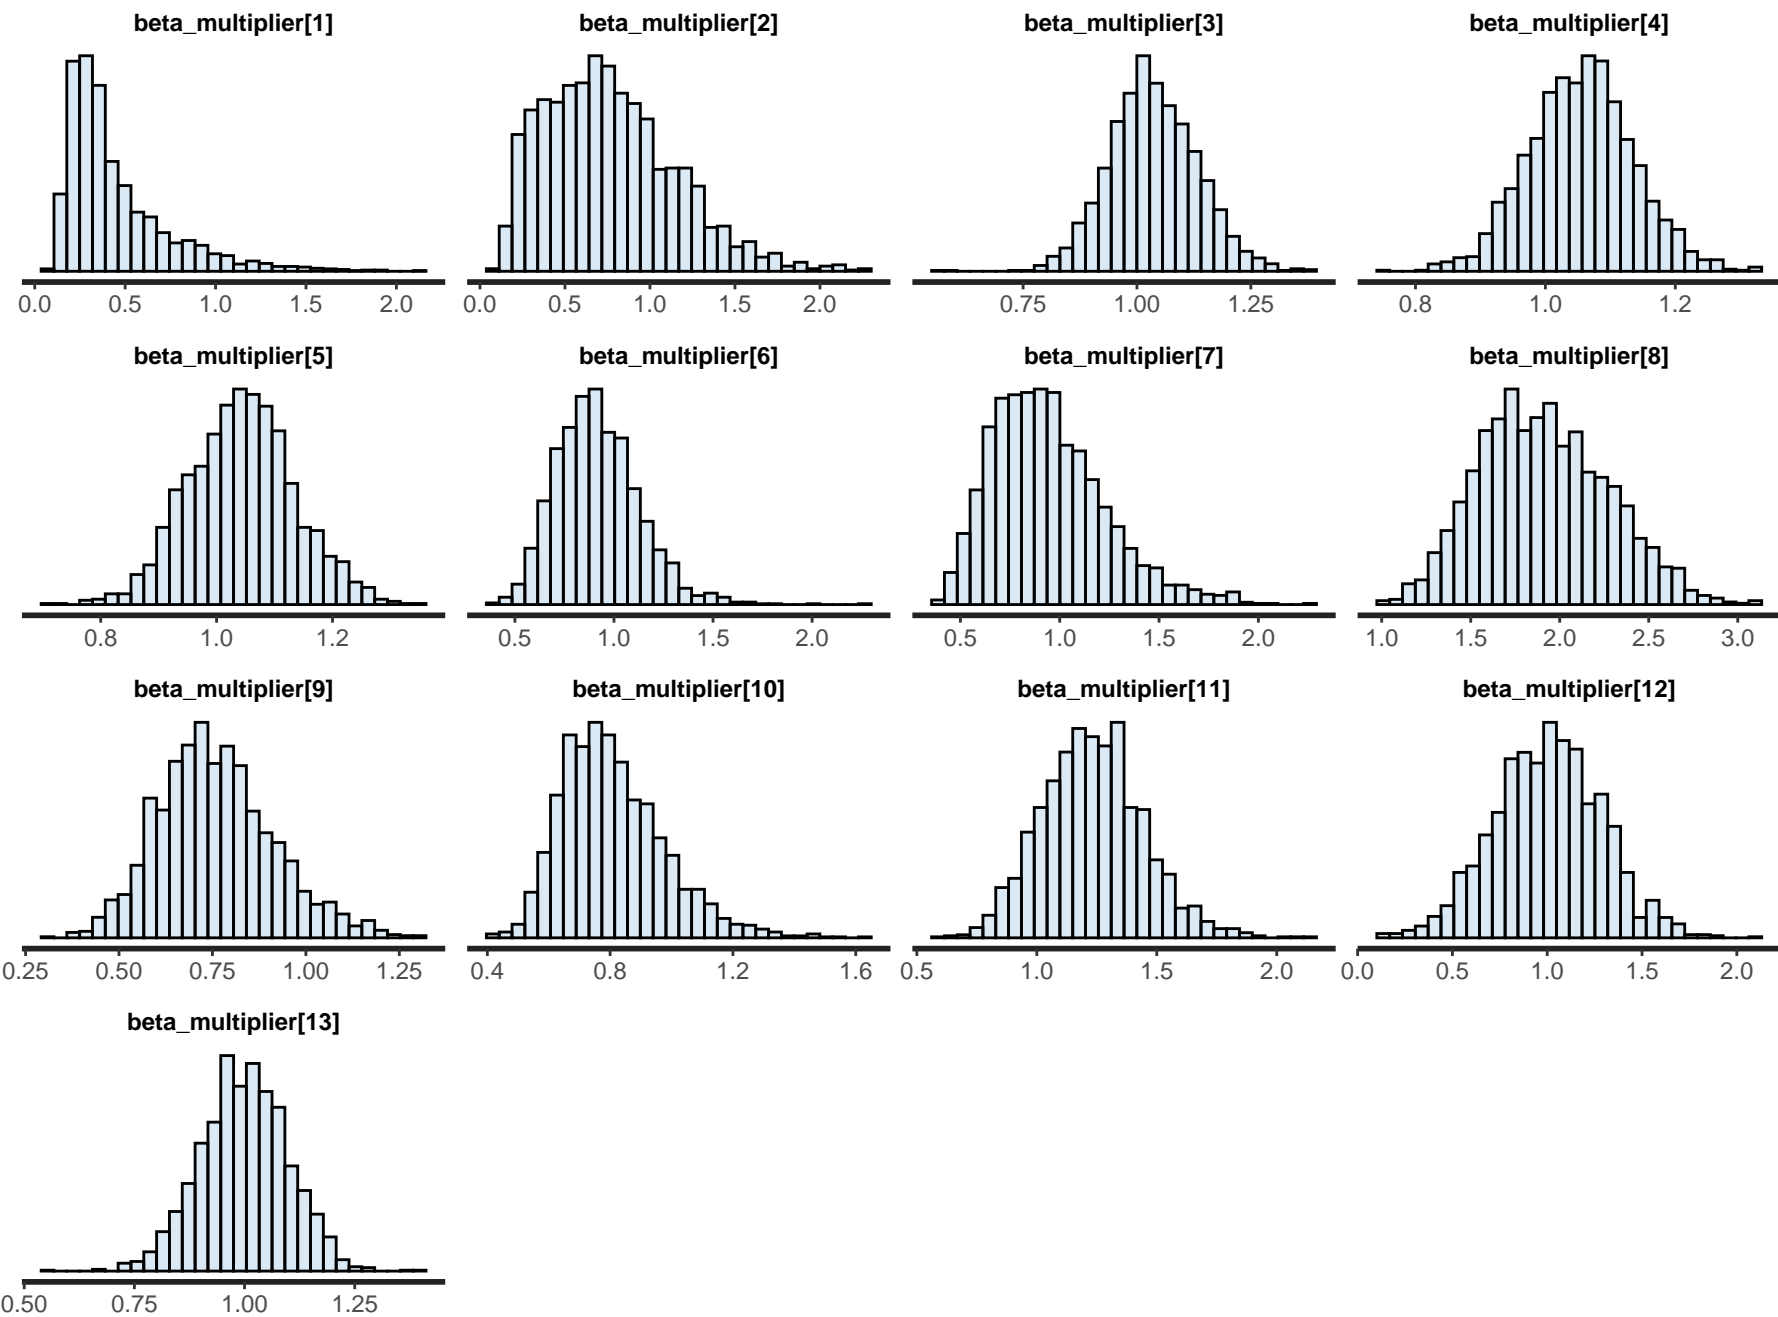 beta_multiplier[1] beta_multiplier[2] beta_multiplier[3] beta_multiplier[4]
0.0 0.5 1.0 1.5 2.0 0.0 0.5 1.0 1.5 2.0 0.75 1.00 1.25 0.8 1.0 1.2
beta_multiplier[5] beta_multiplier[6] beta_multiplier[7] beta_multiplier[8]
0.8 1.0 1.2 0.5 1.0 1.5 2.0 0.5 1.0 1.5 2.0 1.0 1.5 2.0 2.5 3.0
beta_multiplier[9] beta_multiplier[10] beta_multiplier[11] beta_multiplier[12]
0.25 0.50 0.75 1.00 1.25 0.4 0.8 1.2 1.6 0.5 1.0 1.5 2.0 0.0 0.5 1.0 1.5 2.0
beta_multiplier[13]
0.50 0.75 1.00 1.25